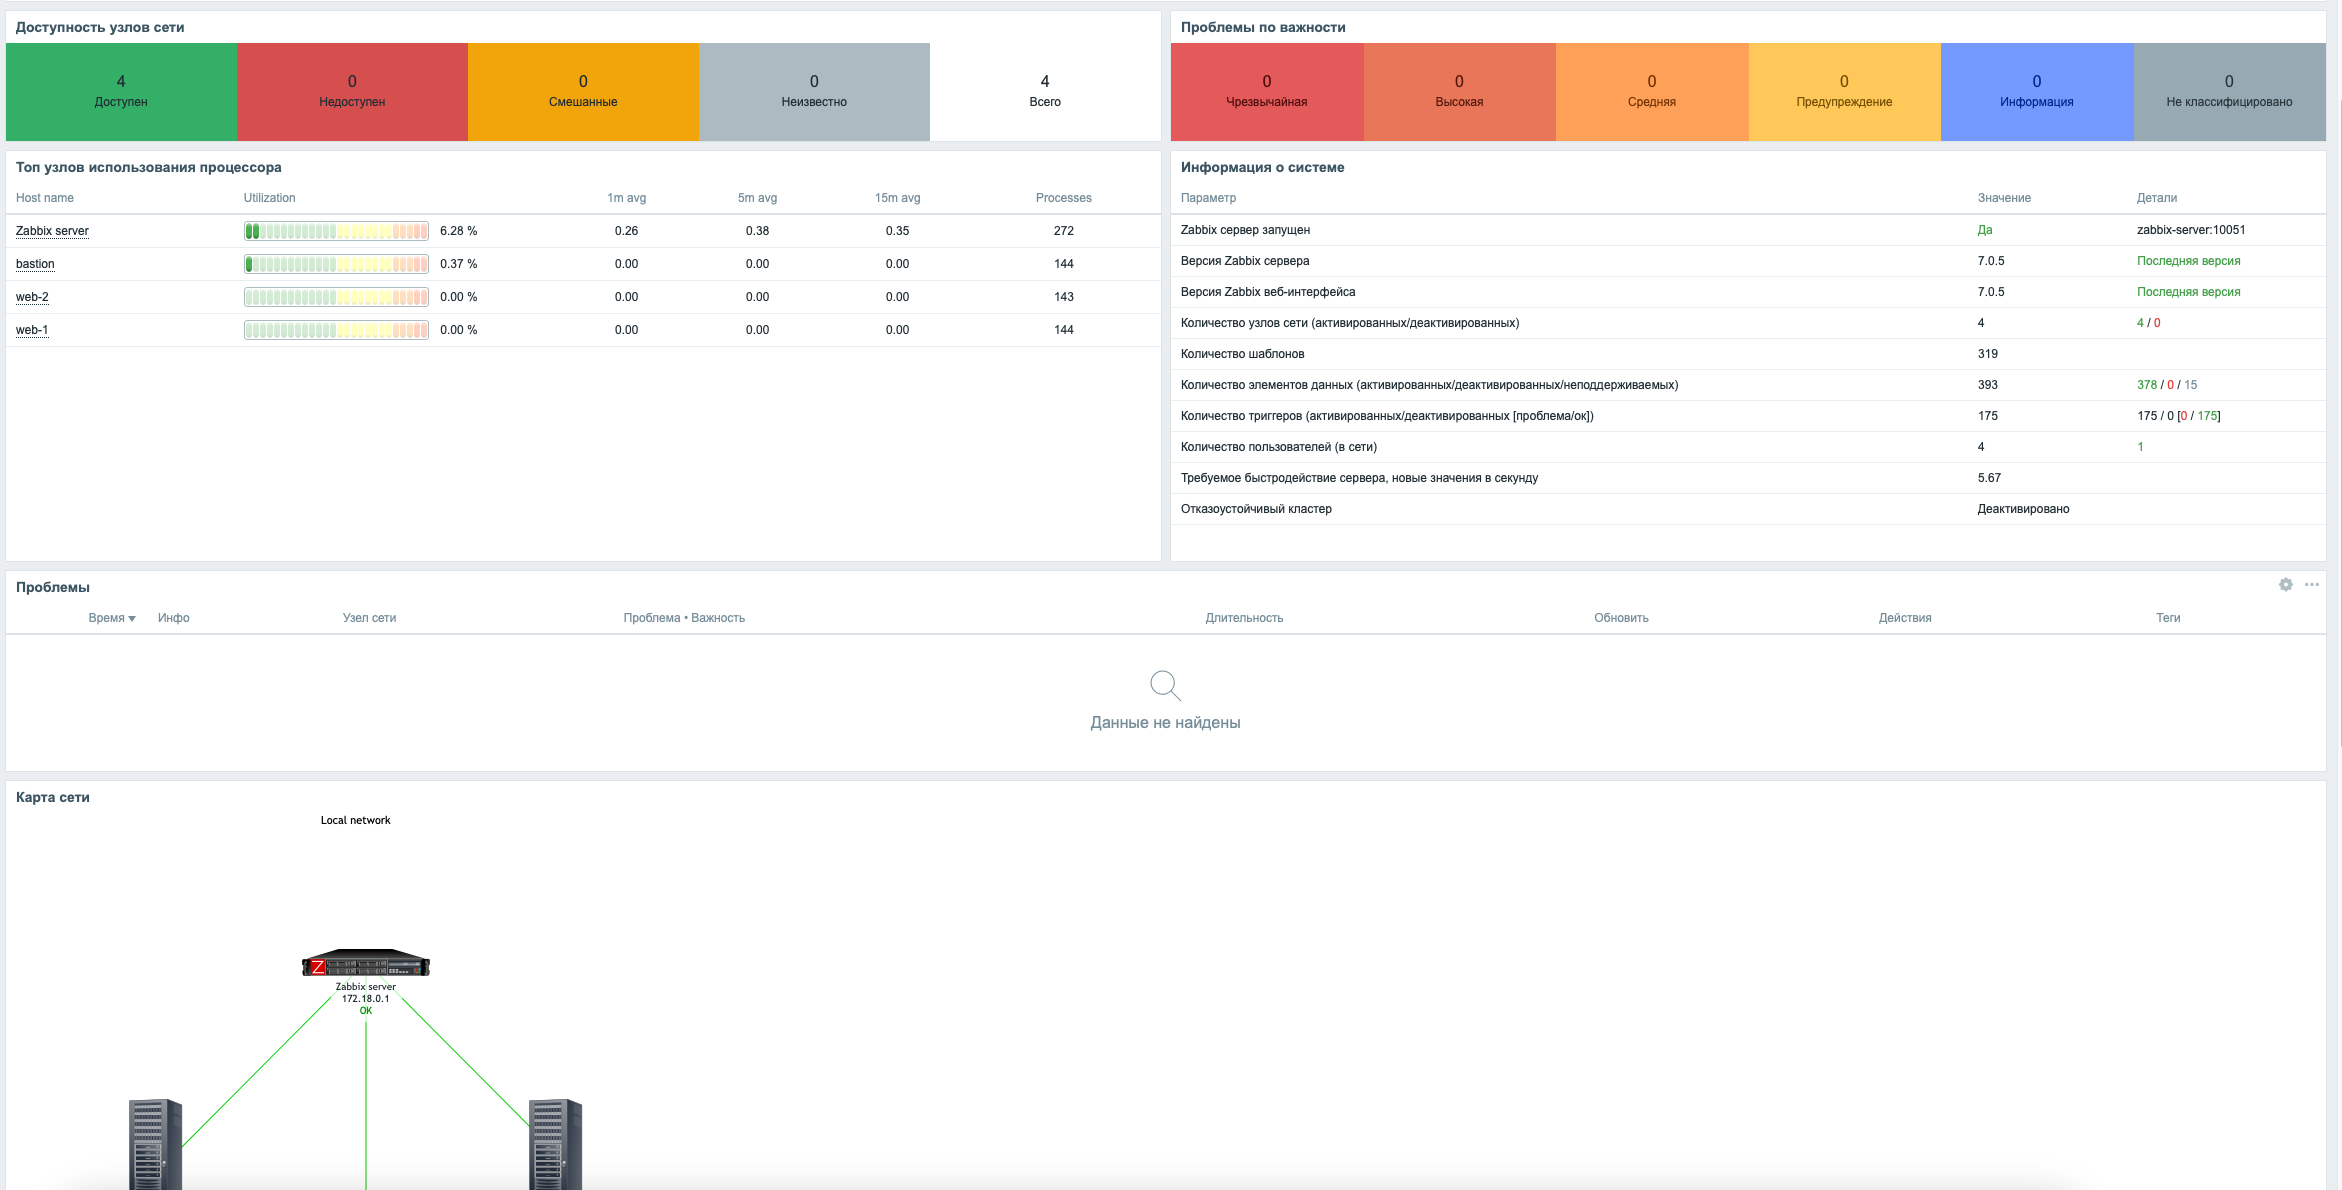 Доступность узлов сети
4
Доступен
0
Недоступен
0
Смешанные
0
Неизвестно
4
Всего
Проблемы по важности
0
Чрезвычайная
0
Высокая
0
Средняя
0
Предупреждение
0
Информация
0
Не классифицировано
Топ узлов использования процессора
Host name Utilization 1m avg 5m avg 15m avg Processes
Zabbix server 6.28 % 0.26 0.38 0.35 272
bastion 0.37 % 0.00 0.00 0.00 144
web-2 0.00 % 0.00 0.00 0.00 143
web-1 0.00 % 0.00 0.00 0.00 144
Информация о системе
Параметр Значение Детали
Zabbix сервер запущен Да zabbix-server:10051
Версия Zabbix сервера 7.0.5 Последняя версия
Версия Zabbix веб-интерфейса 7.0.5 Последняя версия
Количество узлов сети (активированных/деактивированных) 4 4 / 0
Количество шаблонов 319
Количество элементов данных (активированных/деактивированных/неподдерживаемых) 393 378 / 0 / 15
Количество триггеров (активированных/деактивированных [проблема/ок]) 175 175 / 0 [0 / 175]
Количество пользователей (в сети) 4 1
Требуемое быстродействие сервера, новые значения в секунду 5.67
Отказоустойчивый кластер Деактивировано
Проблемы
Время Инфо Узел сети Проблема • Важность Длительность Обновить Действия Теги
Данные не найдены
Карта сети
Local network
Z
Zabbix server
172.18.0.1
OK